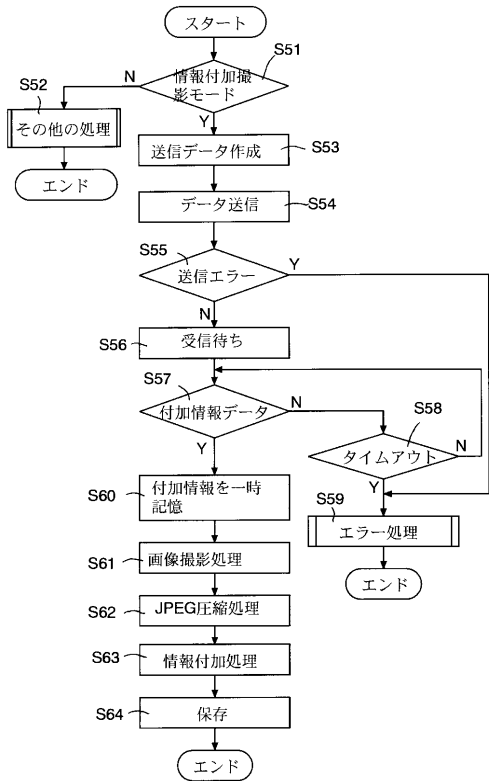 スタート
S51
情報付加撮
影モード
N
Y
S52
その他の処理
エンド
送信データ作成
S53
データ送信
S54
S55
送信エラー
Y
N
S56
受信待ち
S57
付加情報データ
N
Y
S58
タイムアウト
N
Y
S59
エラー処理
エンド
S60
付加情報を一時
記憶
S61
画像撮影処理
S62
JPEG圧縮処理
S63
情報付加処理
S64
保存
エンド